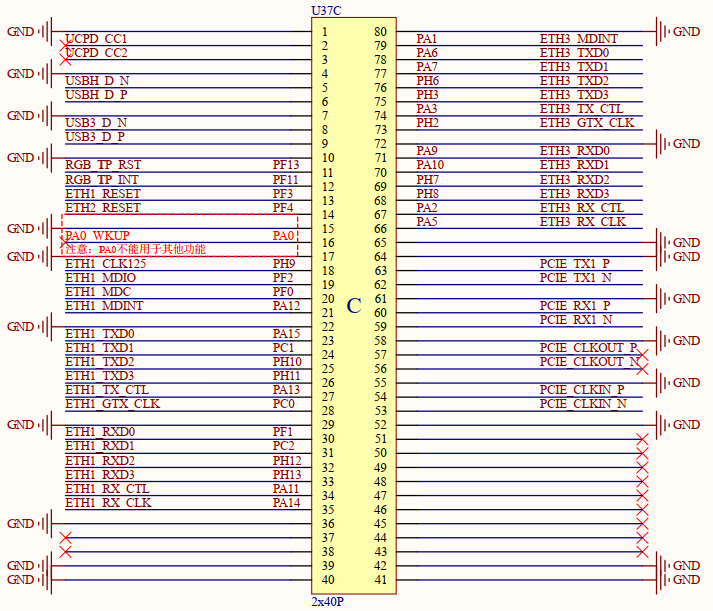 U37C
GND 1 80 GND
UCPD_CC1 2 79 PA1 ETH3_MDINT
UCPD_CC2 3 78 PA6 ETH3_TXD0
GND 4 77 PA7 ETH3_TXD1
USBH_D_N 5 76 PH6 ETH3_TXD2
USBH_D_P 6 75 PH3 ETH3_TXD3
GND 7 74 PA3 ETH3_TX_CTL
USB3_D_N 8 73 PH2 ETH3_GTX_CLK
USB3_D_P 9 72 GND
GND 10 71 PA9 ETH3_RXD0
RGB_TP_RST PF13 11 70 PA10 ETH3_RXD1
RGB_TP_INT PF11 12 69 PH7 ETH3_RXD2
ETH1_RESET PF3 13 68 PH8 ETH3_RXD3
ETH2_RESET PF4 14 67 PA2 ETH3_RX_CTL
GND 15 66 PA5 ETH3_RX_CLK
PA0_WKUP PA0 16 65 GND
注意：PA0不能用于其他功能
GND 17 64 GND
ETH1_CLK125 PH9 18 63 PCIE_TX1_P
ETH1_MDIO PF2 19 62 PCIE_TX1_N
ETH1_MDC PF0 20 61 GND
ETH1_MDINT PA12 21 60 PCIE_RX1_P
C
GND 22 59 PCIE_RX1_N
ETH1_TXD0 PA15 23 58 GND
ETH1_TXD1 PC1 24 57 PCIE_CLKOUT_P
ETH1_TXD2 PH10 25 56 PCIE_CLKOUT_N
ETH1_TXD3 PH11 26 55 GND
ETH1_TX_CTL PA13 27 54 PCIE_CLKIN_P
ETH1_GTX_CLK PC0 28 53 PCIE_CLKIN_N
GND 29 52 GND
ETH1_RXD0 PF1 30 51
ETH1_RXD1 PC2 31 50
ETH1_RXD2 PH12 32 49
ETH1_RXD3 PH13 33 48
ETH1_RX_CTL PA11 34 47
ETH1_RX_CLK PA14 35 46
GND 36 45
37 44
38 43
GND 39 42 GND
GND 40 41 GND
2x40P